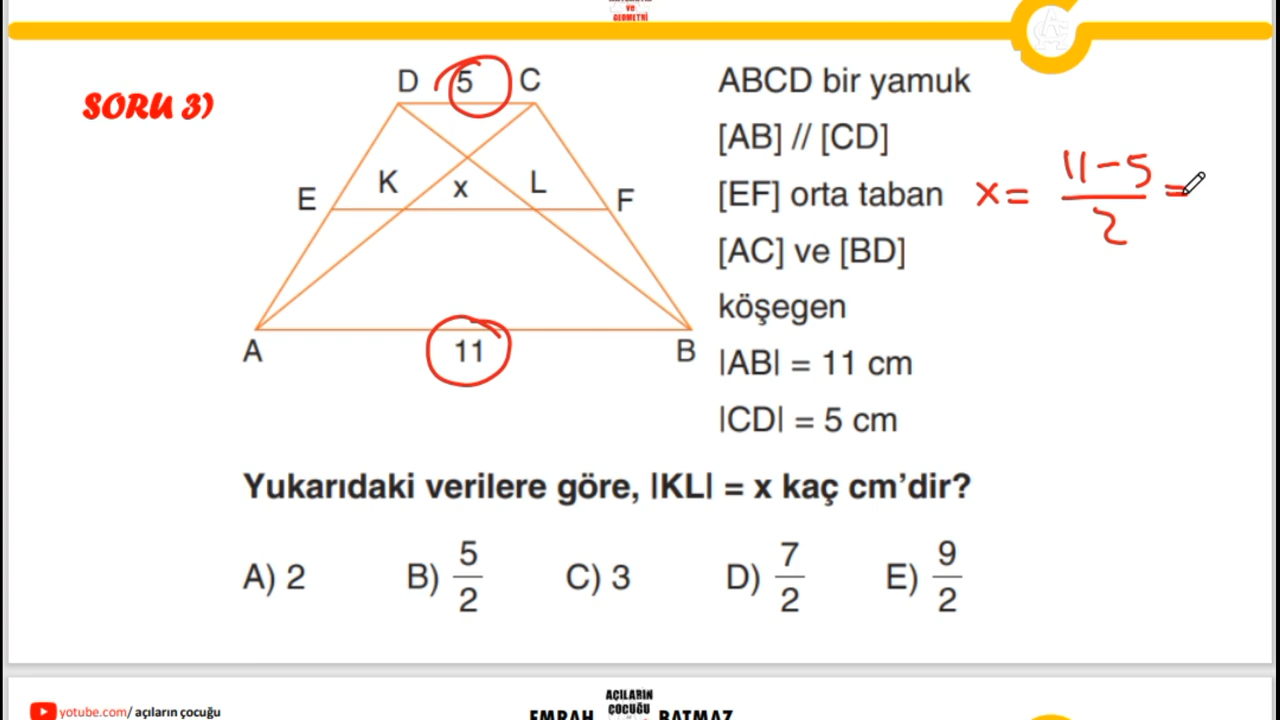 ve
GEOMETRİ
SORU 3)
D 5 C
E K x L F
A 11 B
ABCD bir yamuk
[AB] // [CD]
[EF] orta taban
[AC] ve [BD]
köşegen
|AB| = 11 cm
|CD| = 5 cm
x = 11-5/2 =
Yukarıdaki verilere göre, |KL| = x kaç cm'dir?
A) 2 B) 5/2 C) 3 D) 7/2 E) 9/2
yotube.com/ açıların çocuğu
AÇILARIN
ÇOCUĞU
EMRAH BATMAZ